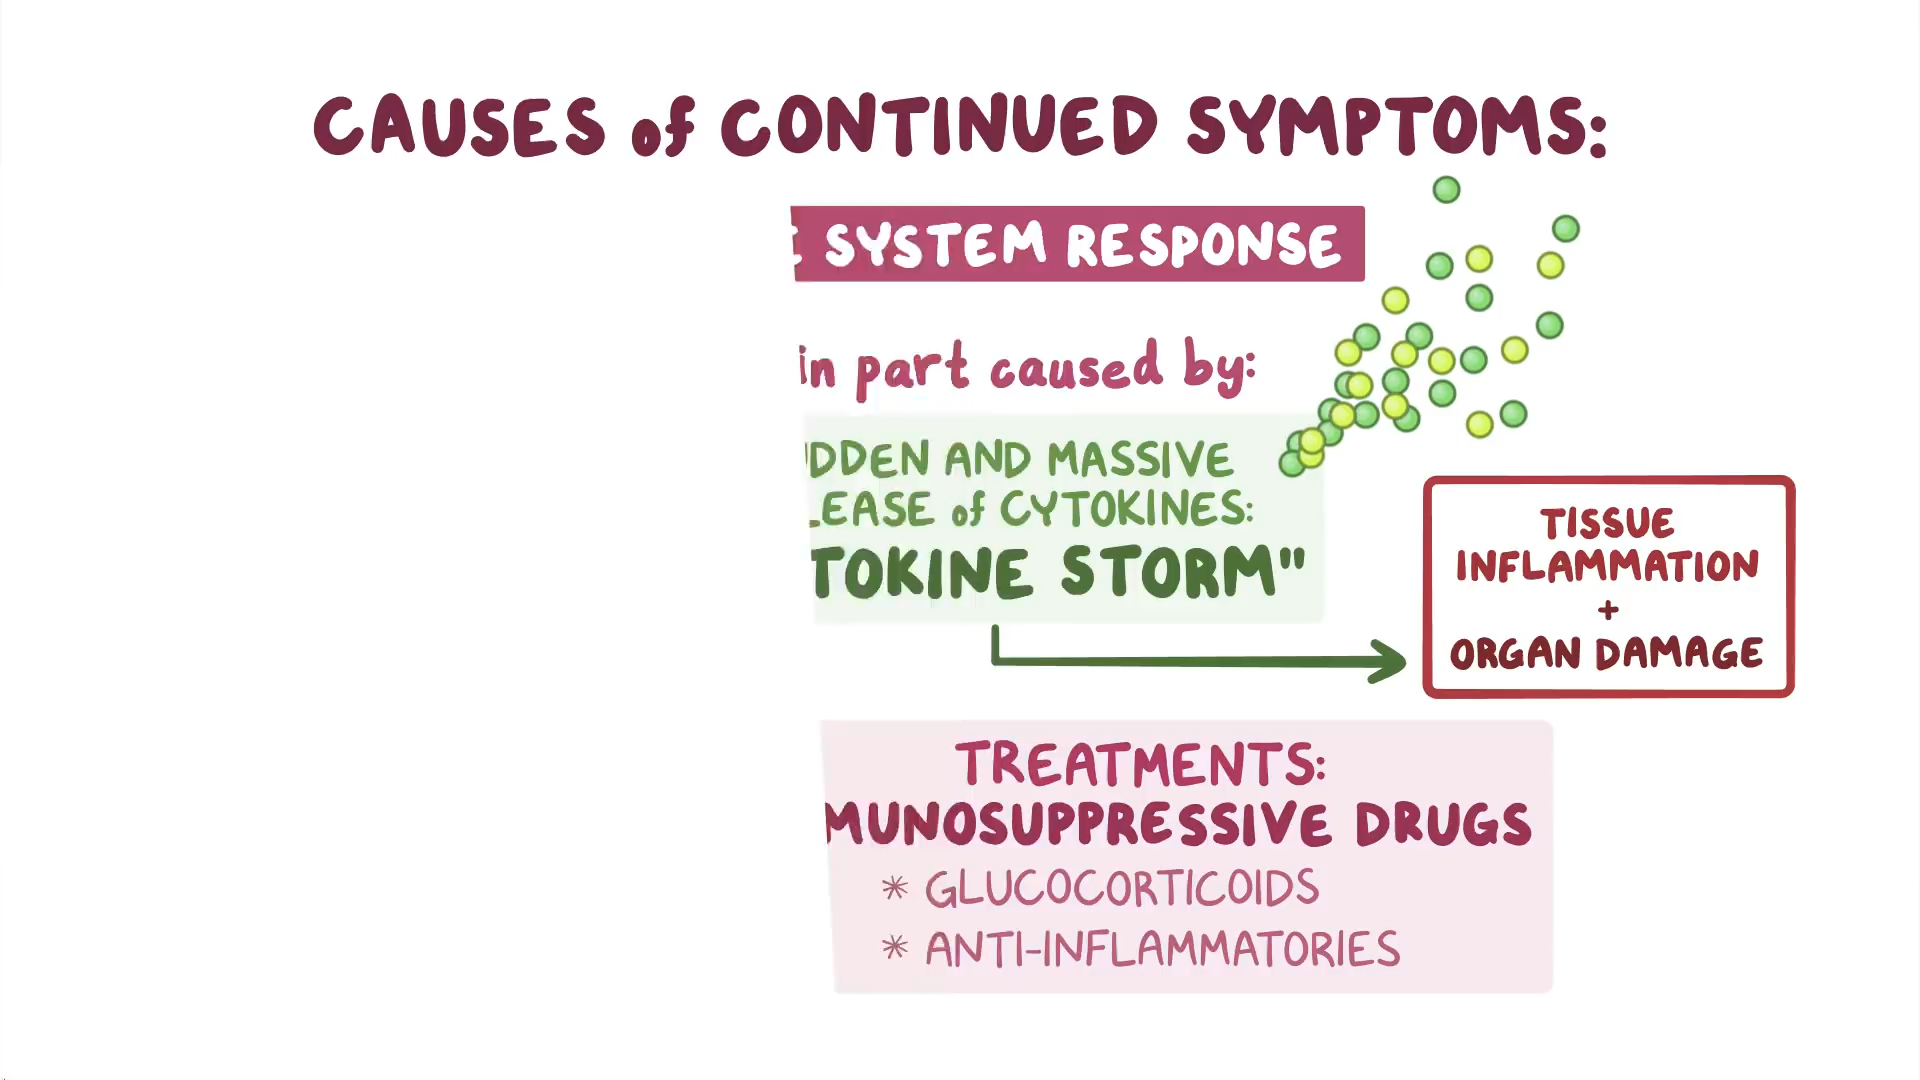 CAUSES of CONTINUED SYMPTOMS:
SYSTEM RESPONSE
in part caused by:
DDEN AND MASSIVE
EASE of CYTOKINES:
TOKINE STORM"
TISSUE
INFLAMMATION
+
ORGAN DAMAGE
TREATMENTS:
MUNOSUPPRESSIVE DRUGS
* GLUCOCORTICOIDS
* ANTI-INFLAMMATORIES